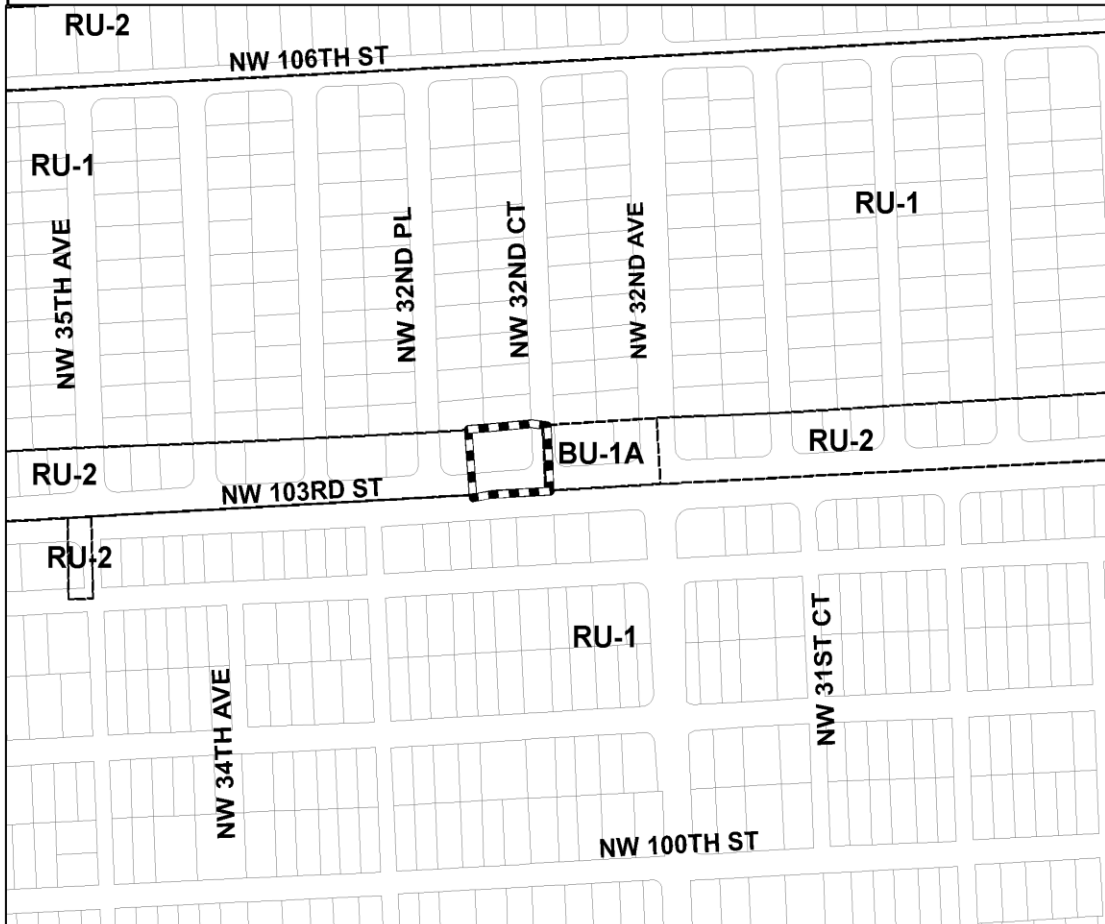 RU-2
NW 106TH ST
RU-1
RU-1
NW 35TH AVE
NW 32ND PL
NW 32ND CT
NW 32ND AVE
BU-1A
RU-2
RU-2
NW 103RD ST
RU-2
RU-1
NW 31ST CT
NW 34TH AVE
NW 100TH ST